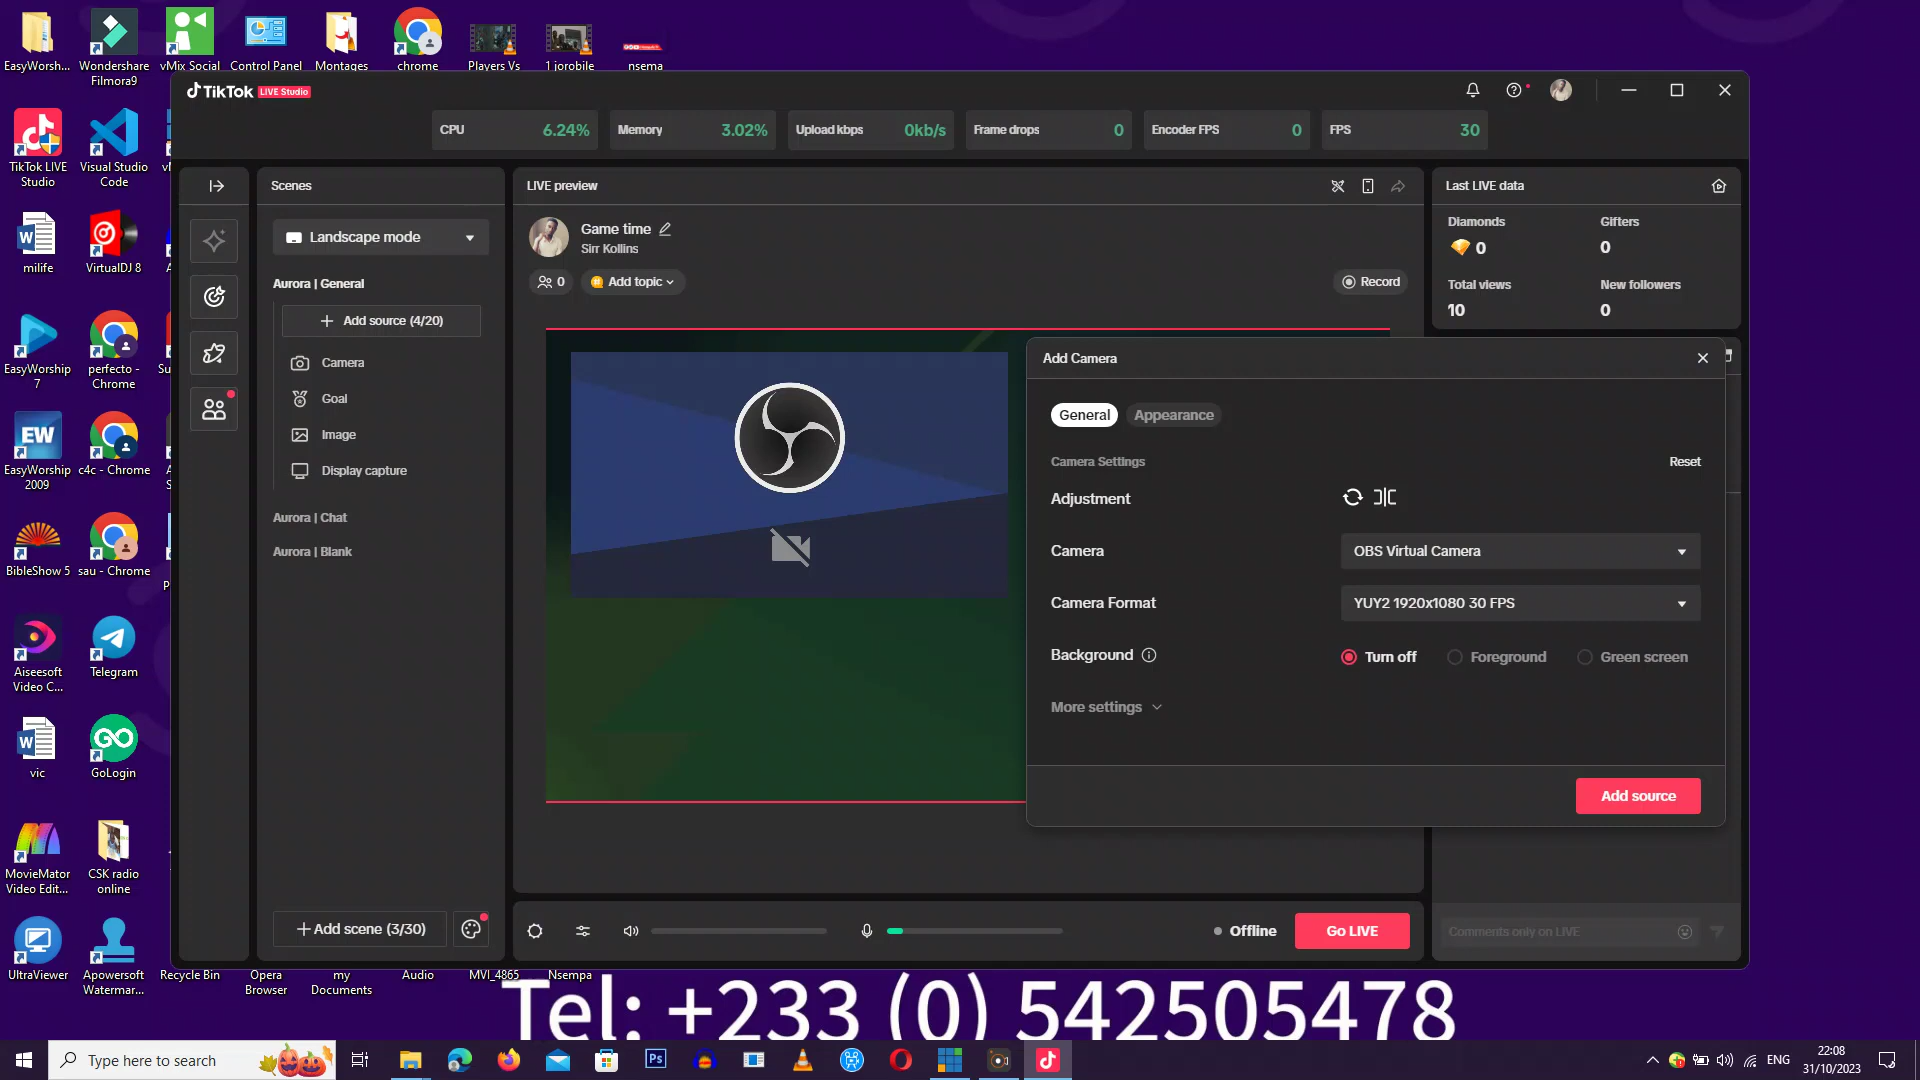 EasyWorsh...
Wondershare
Filmora9
vMix Social
Control Panel
Montages
chrome
Players Vs
1 jorobile
nsema
TikTok LIVE Studio
CPU 6.24%
Memory 3.02%
Upload kbps 0kb/s
Frame drops 0
Encoder FPS 0
FPS 30
TikTok LIVE
Studio
Visual Studio
Code
milife
VirtualDJ 8
EasyWorship
7
perfecto -
Chrome
EasyWorship
2009
c4c - Chrome
BibleShow 5
sau - Chrome
Aiseesoft
Video C...
Telegram
vic
GoLogin
MovieMator
Video Edit...
CSK radio
online
UltraViewer
Apowersoft
Watermar...
Recycle Bin
Opera
Browser
my
Documents
Audio
MVI_4865
Nsempa
Scenes
Landscape mode
Aurora | General
+ Add source (4/20)
Camera
Goal
Image
Display capture
Aurora | Chat
Aurora | Blank
+ Add scene (3/30)
LIVE preview
Game time
Sirr Kollins
0
# Add topic
Record
Last LIVE data
Diamonds
0
Gifters
0
Total views
10
New followers
0
Add Camera
General
Appearance
Camera Settings
Reset
Adjustment
Camera
OBS Virtual Camera
Camera Format
YUY2 1920x1080 30 FPS
Background
Turn off
Foreground
Green screen
More settings
Add source
Offline
Go LIVE
Comments only on LIVE
Tel: +233 (0) 542505478
Type here to search
Ps
ENG
22:08
31/10/2023